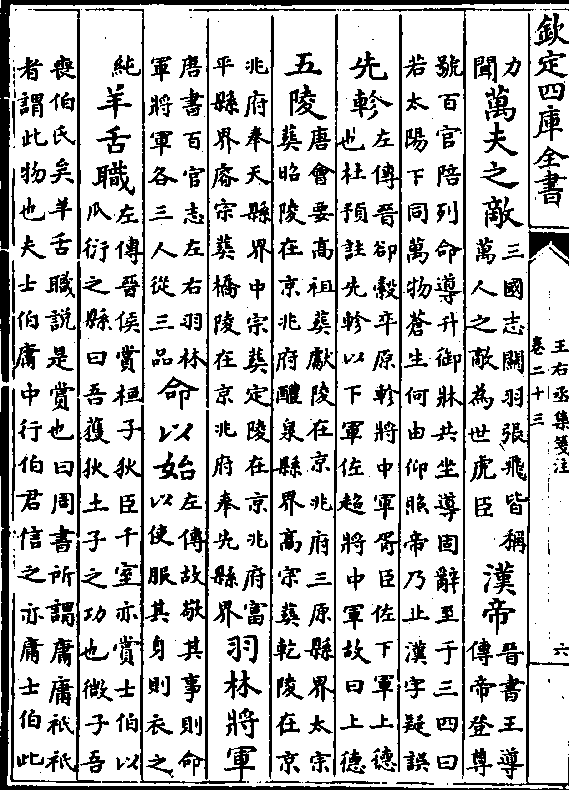 欽定四庫全書
王右丞集箋注
卷二十三
六
力
聞
萬夫之敵
三國志關羽張飛皆稱
萬人之敵為世虎臣
漢帝
晉書王導
傳帝登尊
號百官陪列命導升御牀共坐導固辭至于三四曰
若太陽下同萬物蒼生何由仰照帝乃止漢字疑誤
先軫
左傳晉郤縠卒原軫將中軍胥臣佐下軍上德
也杜預註先軫以下軍佐超將中軍故曰上德
五陵
唐會要高祖葬獻陵在京兆府三原縣界太宗
葬昭陵在京兆府醴泉縣界高宗葬乾陵在京
兆府奉天縣界中宗葬定陵在京兆府富
平縣界睿宗葬橋陵在京兆府奉先縣界
羽林將軍
唐書百官志左右羽林
軍將軍各三人從三品
命以始
左傳故敬其事則命
以使服其身則衣之
純
羊舌職
左傳晉侯賞桓子狄臣千室亦賞士伯以
瓜衍之縣曰吾獲狄土子之功也微子吾
喪伯氏矣羊舌職說是賞也曰周書所謂庸庸祗祗
者謂此物也夫士伯庸中行伯君信之亦庸士伯此